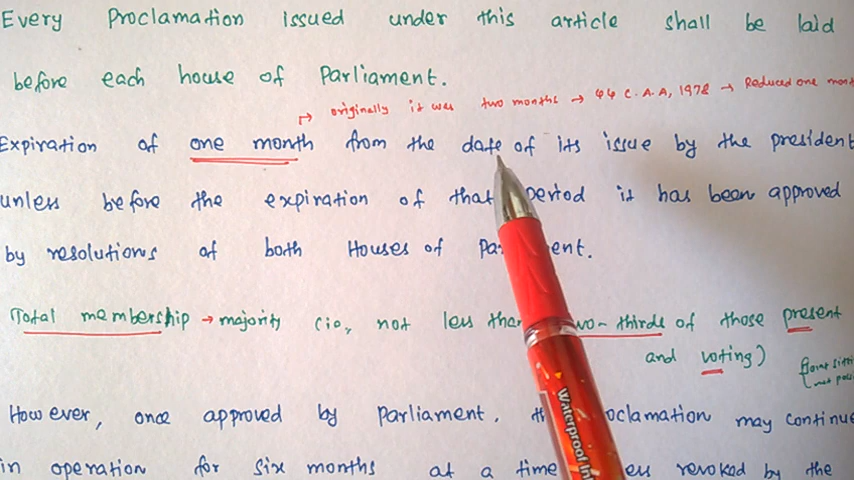 Every Proclamation issued under this article shall be laid
before each house of Parliament.
originally it was two months → 44 C.A.A, 1978 → Reduced one
Expiration of one month from the date of its issue by the president
unless before the expiration of that period it has been approved
by resolutions of both Houses of
Total membership → majority (ie, not less than of those present
and voting)
However, once approved by Parliament, may continue
in operation for six months at a time revoked by the